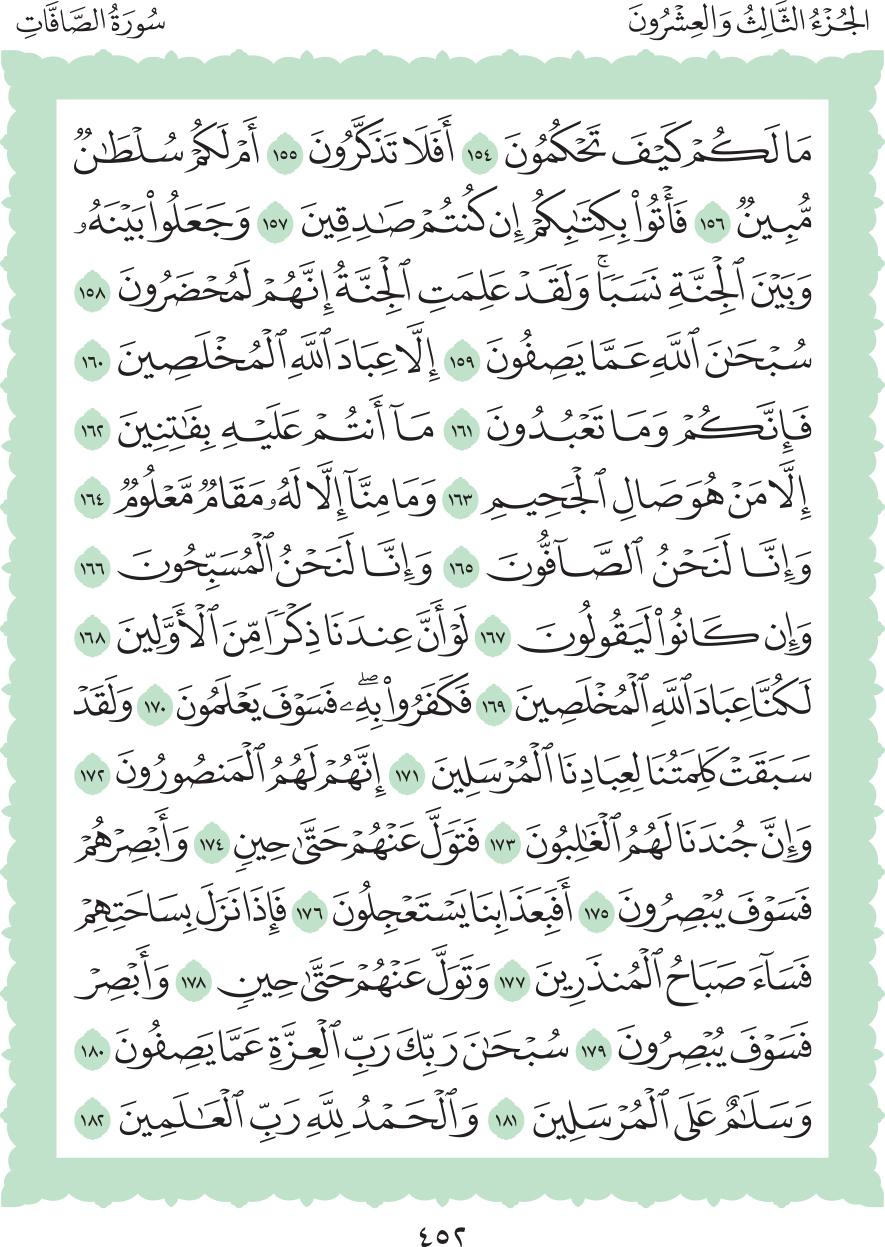 الجُزْءُ الثَّالِثُ وَالعِشْرُونَ
سُورَةُ الصَّافَّاتِ
مَا لَكُمْ كَيْفَ تَحْكُمُونَ ١٥٤ أَفَلَا تَذَكَّرُونَ ١٥٥ أَمْ لَكُمْ سُلْطَٰنٌ
مُّبِينٌ ١٥٦ فَأْتُوا۟ بِكِتَٰبِكُمْ إِن كُنتُمْ صَٰدِقِينَ ١٥٧ وَجَعَلُوا۟ بَيْنَهُۥ
وَبَيْنَ ٱلْجِنَّةِ نَسَبًۭاۚ وَلَقَدْ عَلِمَتِ ٱلْجِنَّةُ إِنَّهُمْ لَمُحْضَرُونَ ١٥٨
سُبْحَٰنَ ٱللَّهِ عَمَّا يَصِفُونَ ١٥٩ إِلَّا عِبَادَ ٱللَّهِ ٱلْمُخْلَصِينَ ١٦٠
فَإِنَّكُمْ وَمَا تَعْبُدُونَ ١٦١ مَآ أَنتُمْ عَلَيْهِ بِفَٰتِنِينَ ١٦٢
إِلَّا مَنْ هُوَ صَالِ ٱلْجَحِيمِ ١٦٣ وَمَا مِنَّآ إِلَّا لَهُۥ مَقَامٌۭ مَّعْلُومٌۭ ١٦٤
وَإِنَّا لَنَحْنُ ٱلصَّآفُّونَ ١٦٥ وَإِنَّا لَنَحْنُ ٱلْمُسَبِّحُونَ ١٦٦
وَإِن كَانُوا۟ لَيَقُولُونَ ١٦٧ لَوْ أَنَّ عِندَنَا ذِكْرًۭا مِّنَ ٱلْأَوَّلِينَ ١٦٨
لَكُنَّا عِبَادَ ٱللَّهِ ٱلْمُخْلَصِينَ ١٦٩ فَكَفَرُوا۟ بِهِۦۖ فَسَوْفَ يَعْلَمُونَ ١٧٠ وَلَقَدْ
سَبَقَتْ كَلِمَتُنَا لِعِبَادِنَا ٱلْمُرْسَلِينَ ١٧١ إِنَّهُمْ لَهُمُ ٱلْمَنصُورُونَ ١٧٢
وَإِنَّ جُندَنَا لَهُمُ ٱلْغَٰلِبُونَ ١٧٣ فَتَوَلَّ عَنْهُمْ حَتَّىٰ حِينٍۢ ١٧٤ وَأَبْصِرْهُمْ
فَسَوْفَ يُبْصِرُونَ ١٧٥ أَفَبِعَذَابِنَا يَسْتَعْجِلُونَ ١٧٦ فَإِذَا نَزَلَ بِسَاحَتِهِمْ
فَسَآءَ صَبَاحُ ٱلْمُنذَرِينَ ١٧٧ وَتَوَلَّ عَنْهُمْ حَتَّىٰ حِينٍۢ ١٧٨ وَأَبْصِرْ
فَسَوْفَ يُبْصِرُونَ ١٧٩ سُبْحَٰنَ رَبِّكَ رَبِّ ٱلْعِزَّةِ عَمَّا يَصِفُونَ ١٨٠
وَسَلَٰمٌ عَلَى ٱلْمُرْسَلِينَ ١٨١ وَٱلْحَمْدُ لِلَّهِ رَبِّ ٱلْعَٰلَمِينَ ١٨٢
٤٥٢